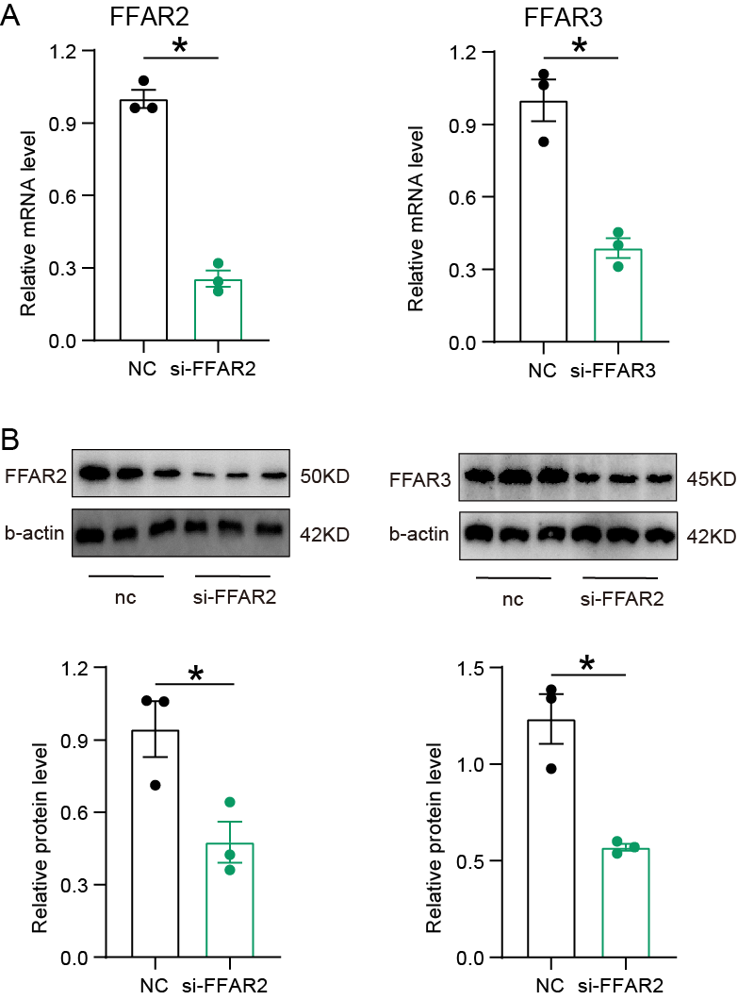 A
FFAR2
*
Relative mRNA level
1.2
0.9
0.6
0.3
0.0
NC si-FFAR2
FFAR3
*
Relative mRNA level
1.2
0.9
0.6
0.3
0.0
NC si-FFAR3
B
FFAR2 50KD
b-actin 42KD
nc si-FFAR2
FFAR3 45KD
b-actin 42KD
nc si-FFAR2
*
Relative protein level
1.2
0.9
0.6
0.3
0.0
NC si-FFAR2
*
Relative protein level
1.5
1.0
0.5
0.0
NC si-FFAR2